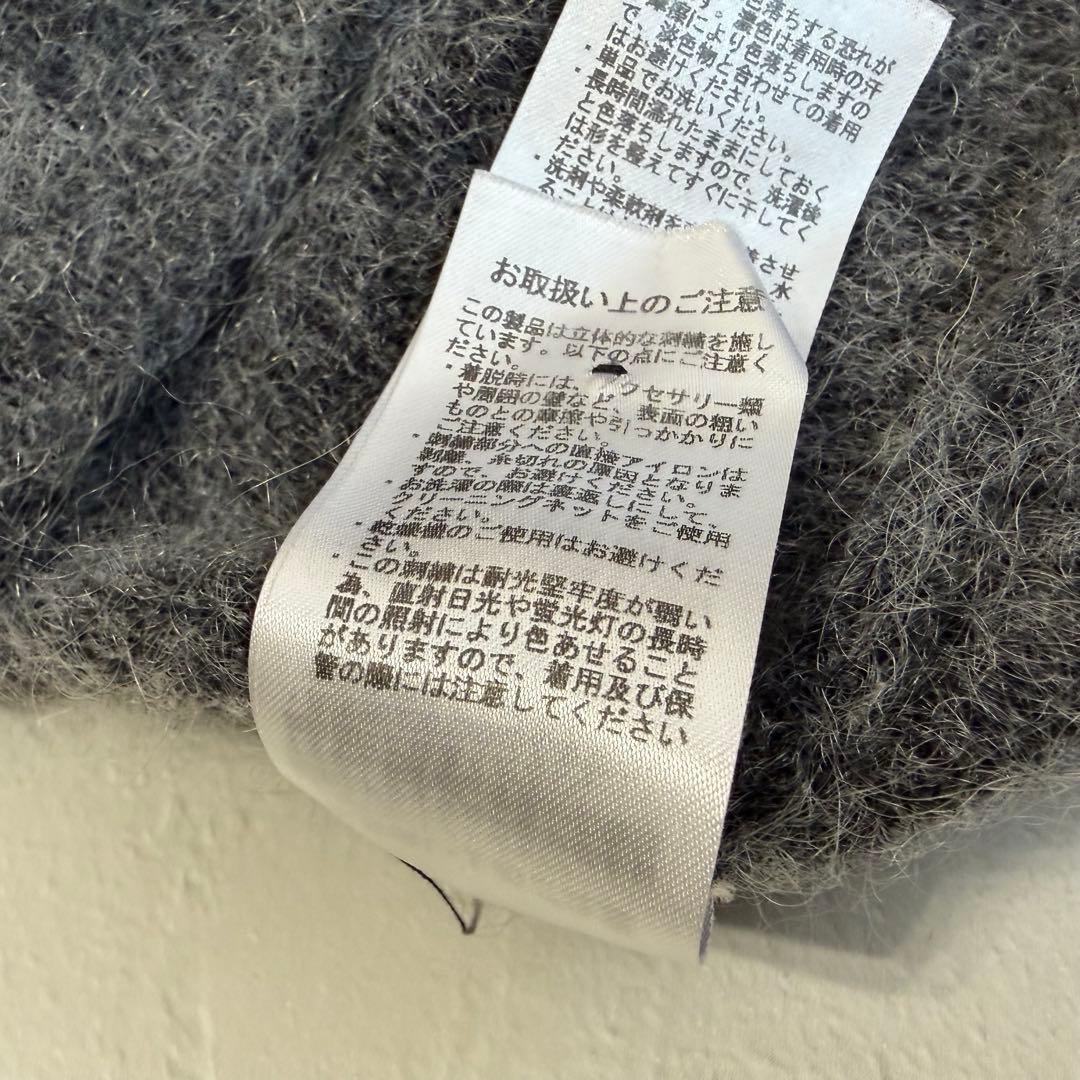 色落ちする恐れが
す。濃色は着用時の汗
により色落ちしますの
で、淡色物と合わせての着用
はお避けください。
・単品でお洗いください。
・長時間濡れたままにしておく
と色落ちしますので、洗濯後
は形を整えてすぐに干してく
ださい。
・洗剤や柔軟剤を
させ
水
お取扱い上のご注意
この製品は立体的な刺繍を施し
ています。以下の点にご注意く
ださい。
・着脱時には、アクセサリー類
や周囲の壁など、表面の粗い
ものとの摩擦や引っかかりに
ご注意ください。
・刺繍部分への直接アイロンは
剥離、糸切れの原因となりま
すので、お避けください。
・お洗濯の際は裏返しにして、
クリーニングネットをご使用
ください。
・乾燥機のご使用はお避けくだ
さい。
・この刺繍は耐光堅牢度が弱い
為、直射日光や蛍光灯の長時
間の照射により色あせること
がありますので、着用及び保
管の際には注意してください